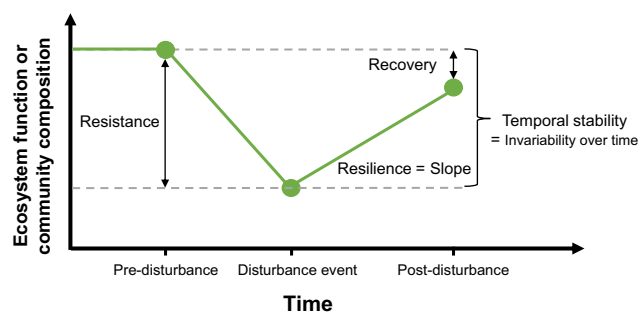 Ecosystem function or
community composition
Resistance
Recovery
Resilience = Slope
Temporal stability
= Invariability over time
Pre-disturbance
Disturbance event
Post-disturbance
Time